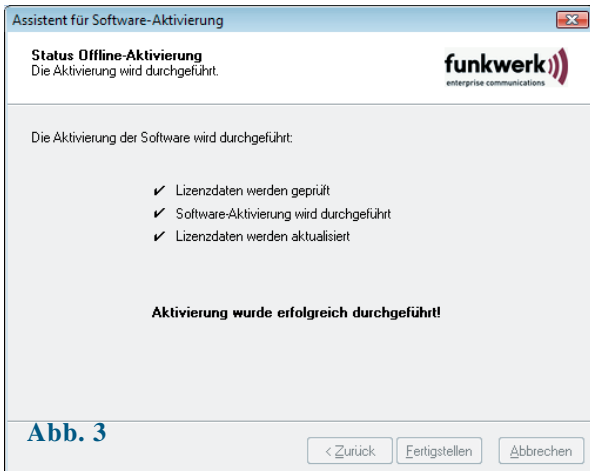 Assistent für Software-Aktivierung
Status Offline-Aktivierung
Die Aktivierung wird durchgeführt.
funkwerk
enterprise communications
Die Aktivierung der Software wird durchgeführt:
✔ Lizenzdaten werden geprüft
✔ Software-Aktivierung wird durchgeführt
✔ Lizenzdaten werden aktualisiert
Aktivierung wurde erfolgreich durchgeführt!
Abb. 3
< Zurück Fertigstellen Abbrechen